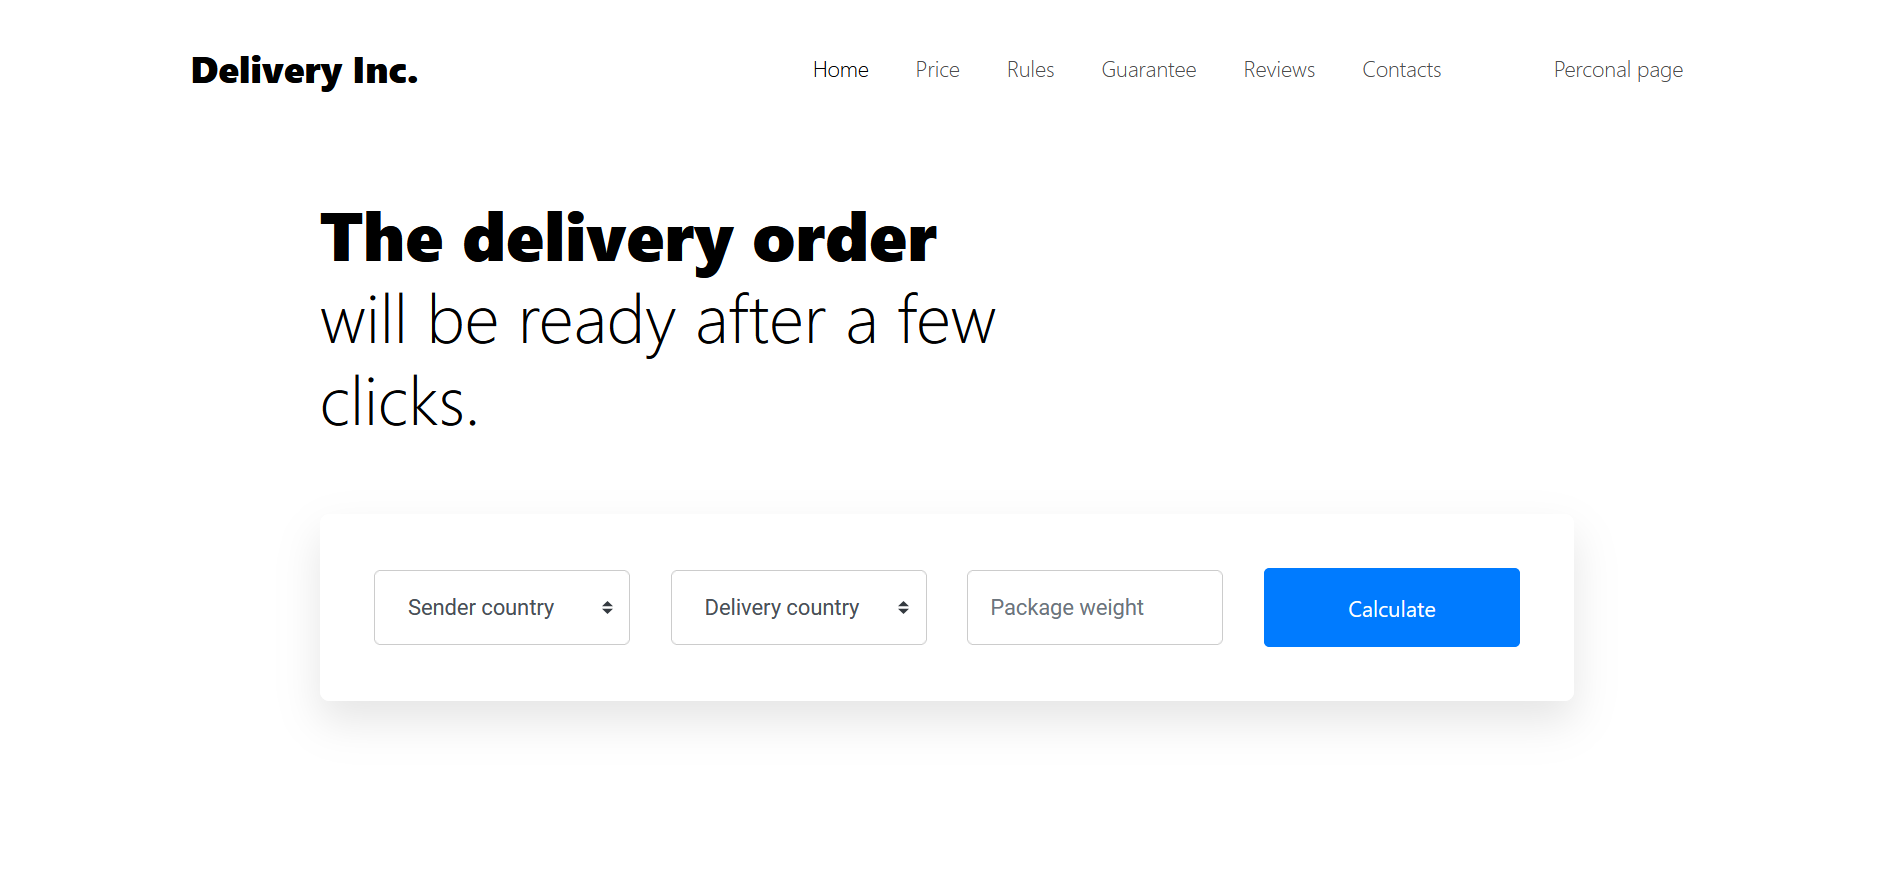 Delivery Inc.
Home Price Rules Guarantee Reviews Contacts Perconal page
The delivery order
will be ready after a few
clicks.
Sender country Delivery country Package weight Calculate